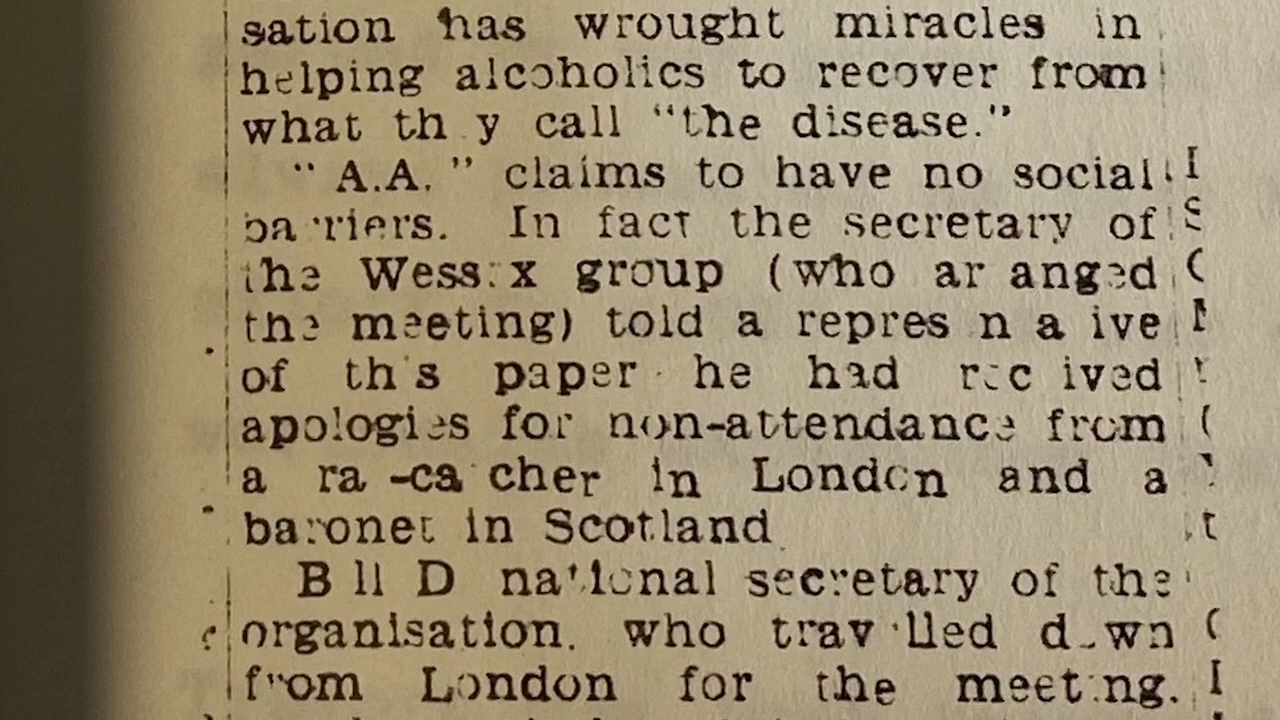 sation has wrought miracles in
helping alcoholics to recover from
what they call “the disease.”
“ A.A. ” claims to have no social
barriers. In fact the secretary of
the Wessex group (who arranged
the meeting) told a representative
of this paper he had received
apologies for non-attendance from
a rat-catcher in London and a
baronet in Scotland
Bill D national secretary of the
organisation. who travelled down
from London for the meeting.